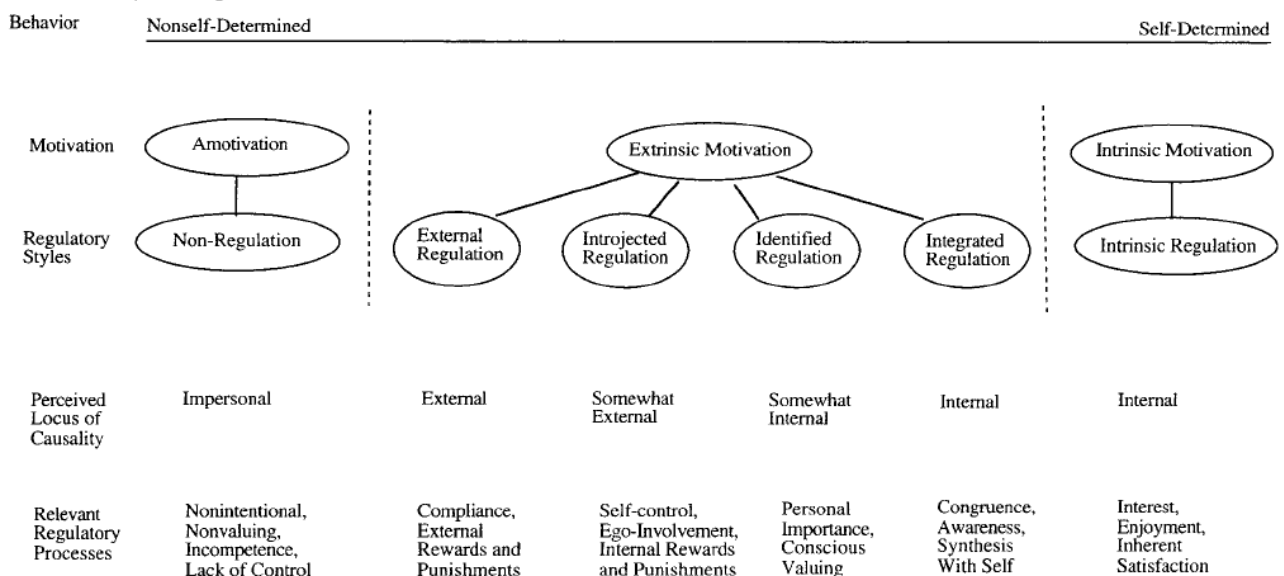 Behavior Nonself-Determined Self-Determined
Motivation Amotivation Extrinsic Motivation Intrinsic Motivation
Regulatory
Styles
Non-Regulation
External
Regulation
Introjected
Regulation
Identified
Regulation
Integrated
Regulation
Intrinsic Regulation
Perceived
Locus of
Causality
Impersonal
External
Somewhat
External
Somewhat
Internal
Internal
Internal
Relevant
Regulatory
Processes
Nonintentional,
Nonvaluing,
Incompetence,
Lack of Control
Compliance,
External
Rewards and
Punishments
Self-control,
Ego-Involvement,
Internal Rewards
and Punishments
Personal
Importance,
Conscious
Valuing
Congruence,
Awareness,
Synthesis
With Self
Interest,
Enjoyment,
Inherent
Satisfaction